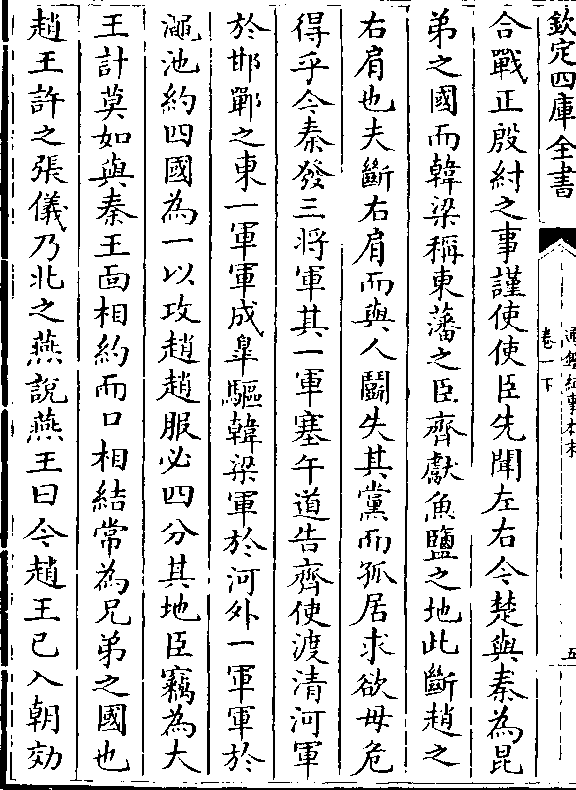 欽定四庫全書
通鑑紀事本末
卷一下
五
合戰正殷紂之事謹使使臣先聞左右今楚與秦為昆
弟之國而韓梁稱東藩之臣齊獻魚鹽之地此斷趙之
右肩也夫斷右肩而與人鬬失其黨而孤居求欲毋危
得乎今秦發三將軍其一軍塞午道告齊使渡清河軍
於邯鄲之東一軍軍成臯驅韓梁軍於河外一軍軍於
澠池約四國為一以攻趙趙服必四分其地臣竊為大
王計莫如與秦王面相約而口相結常為兄弟之國也
趙王許之張儀乃北之燕說燕王曰今趙王已入朝効